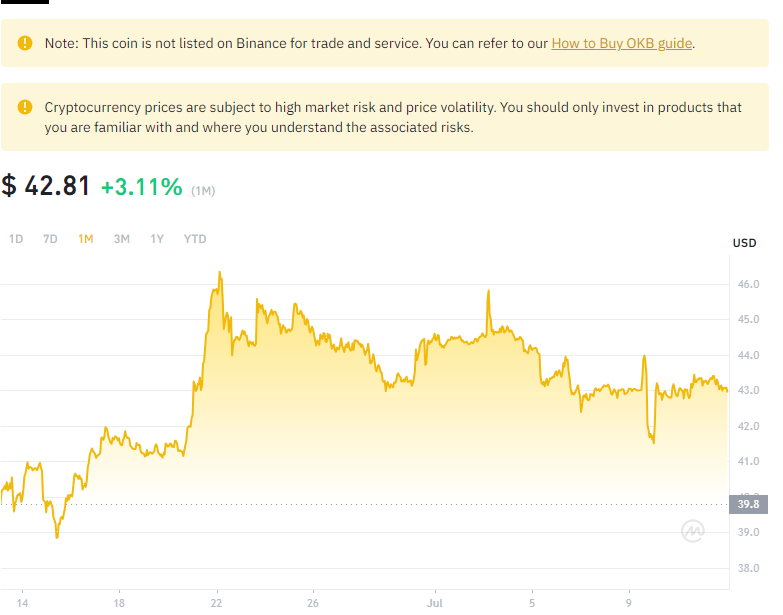 Note: This coin is not listed on Binance for trade and service. You can refer to our How to Buy OKB guide.
Cryptocurrency prices are subject to high market risk and price volatility. You should only invest in products that
you are familiar with and where you understand the associated risks.
$ 42.81 +3.11% (1M)
1D 7D 1M 3M 1Y YTD
USD
46.0
45.0
44.0
43.0
42.0
41.0
40.0
39.8
39.0
38.0
14 18 22 26 Jul 5 9